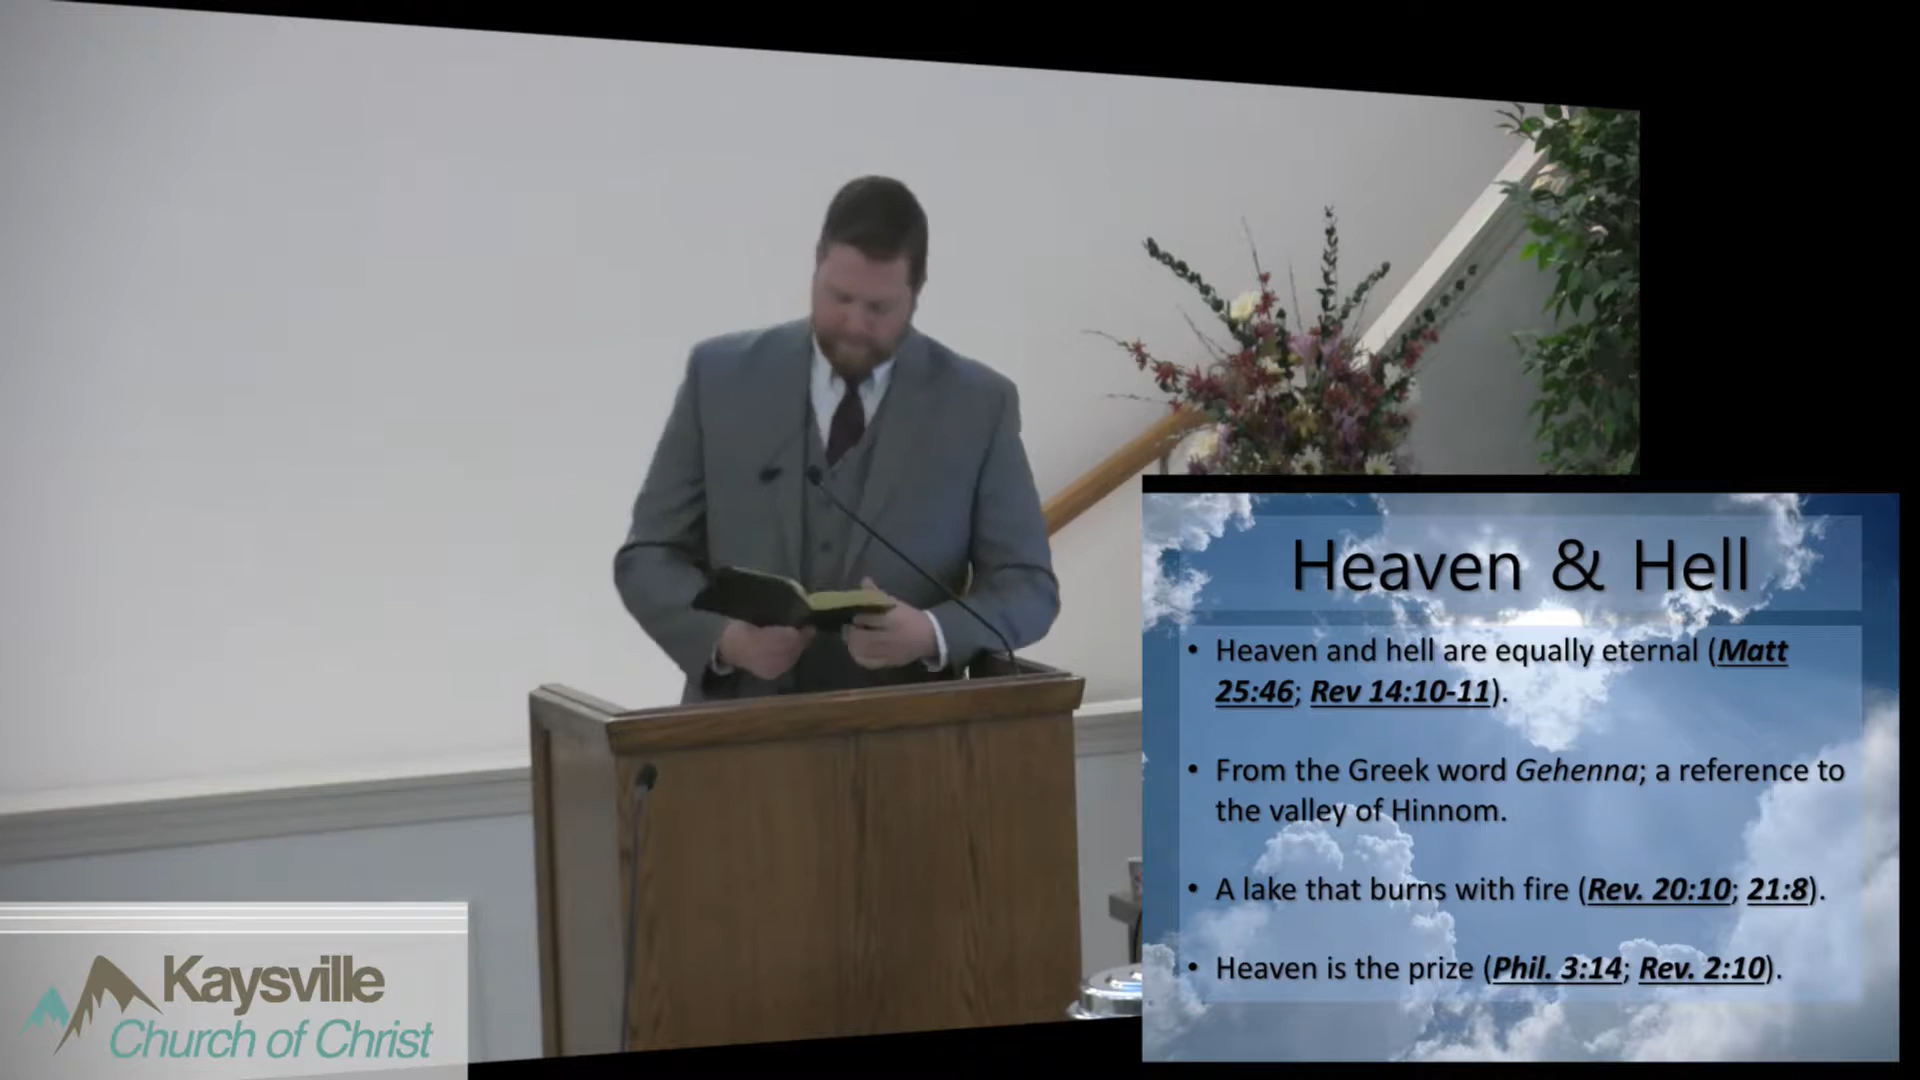 Heaven & Hell
• Heaven and hell are equally eternal (Matt
25:46; Rev 14:10-11).
• From the Greek word Gehenna; a reference to
the valley of Hinnom.
• A lake that burns with fire (Rev. 20:10; 21:8).
• Heaven is the prize (Phil. 3:14; Rev. 2:10).
Kaysville
Church of Christ